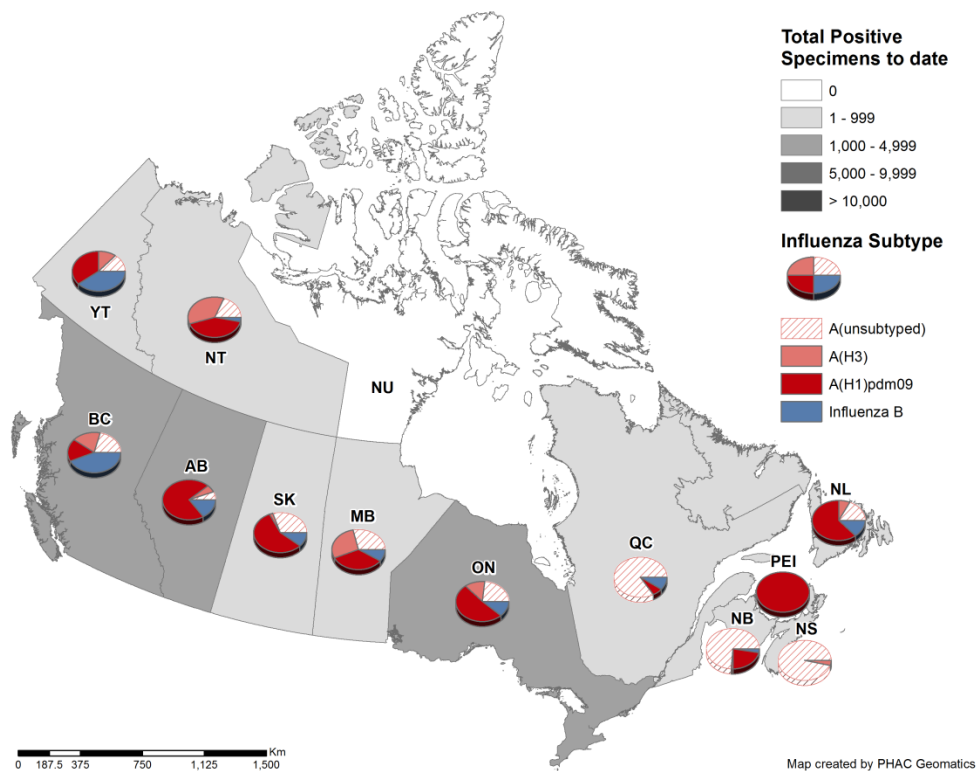 Total Positive
Specimens to date
0
1 - 999
1,000 - 4,999
5,000 - 9,999
> 10,000
Influenza Subtype
A(unsubtyped)
A(H3)
A(H1)pdm09
Influenza B
YT
NT
NU
BC
AB
SK
MB
ON
QC
NL
PEI
NB
NS
Km
0 187.5 375 750 1,125 1,500
Map created by PHAC Geomatics